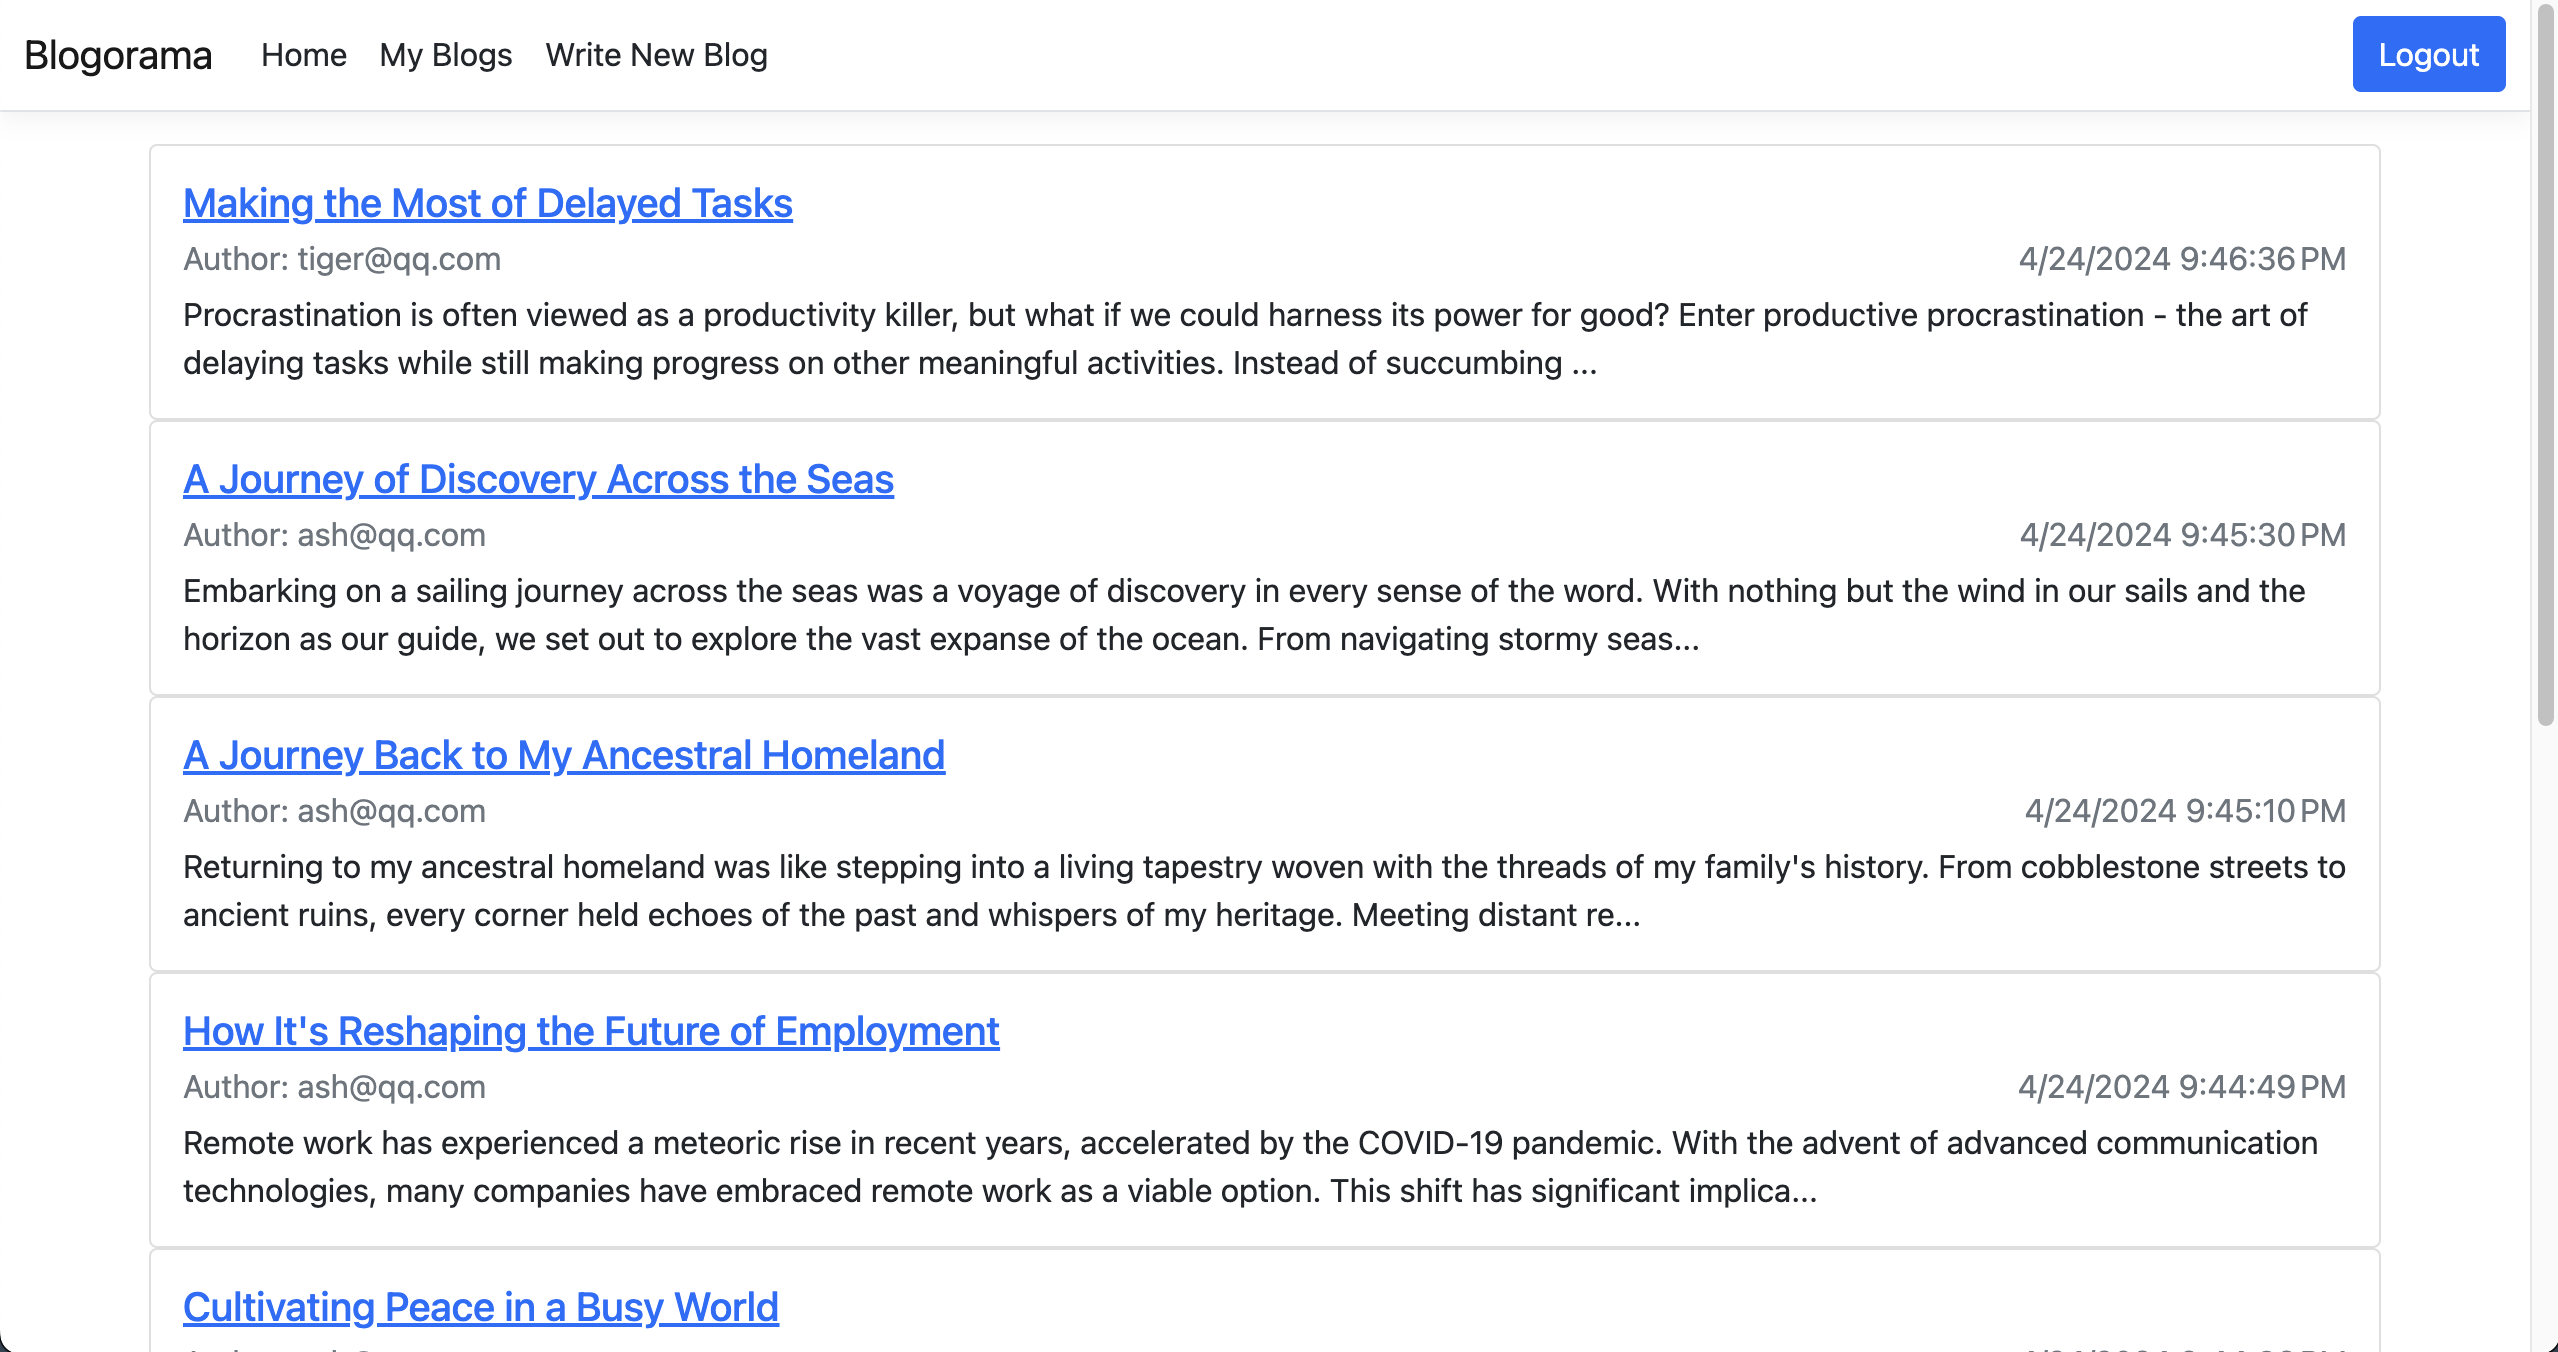 Blogorama Home My Blogs Write New Blog Logout
Making the Most of Delayed Tasks
Author: tiger@qq.com 4/24/2024 9:46:36 PM
Procrastination is often viewed as a productivity killer, but what if we could harness its power for good? Enter productive procrastination - the art of
delaying tasks while still making progress on other meaningful activities. Instead of succumbing ...
A Journey of Discovery Across the Seas
Author: ash@qq.com 4/24/2024 9:45:30 PM
Embarking on a sailing journey across the seas was a voyage of discovery in every sense of the word. With nothing but the wind in our sails and the
horizon as our guide, we set out to explore the vast expanse of the ocean. From navigating stormy seas...
A Journey Back to My Ancestral Homeland
Author: ash@qq.com 4/24/2024 9:45:10 PM
Returning to my ancestral homeland was like stepping into a living tapestry woven with the threads of my family's history. From cobblestone streets to
ancient ruins, every corner held echoes of the past and whispers of my heritage. Meeting distant re...
How It's Reshaping the Future of Employment
Author: ash@qq.com 4/24/2024 9:44:49 PM
Remote work has experienced a meteoric rise in recent years, accelerated by the COVID-19 pandemic. With the advent of advanced communication
technologies, many companies have embraced remote work as a viable option. This shift has significant implica...
Cultivating Peace in a Busy World